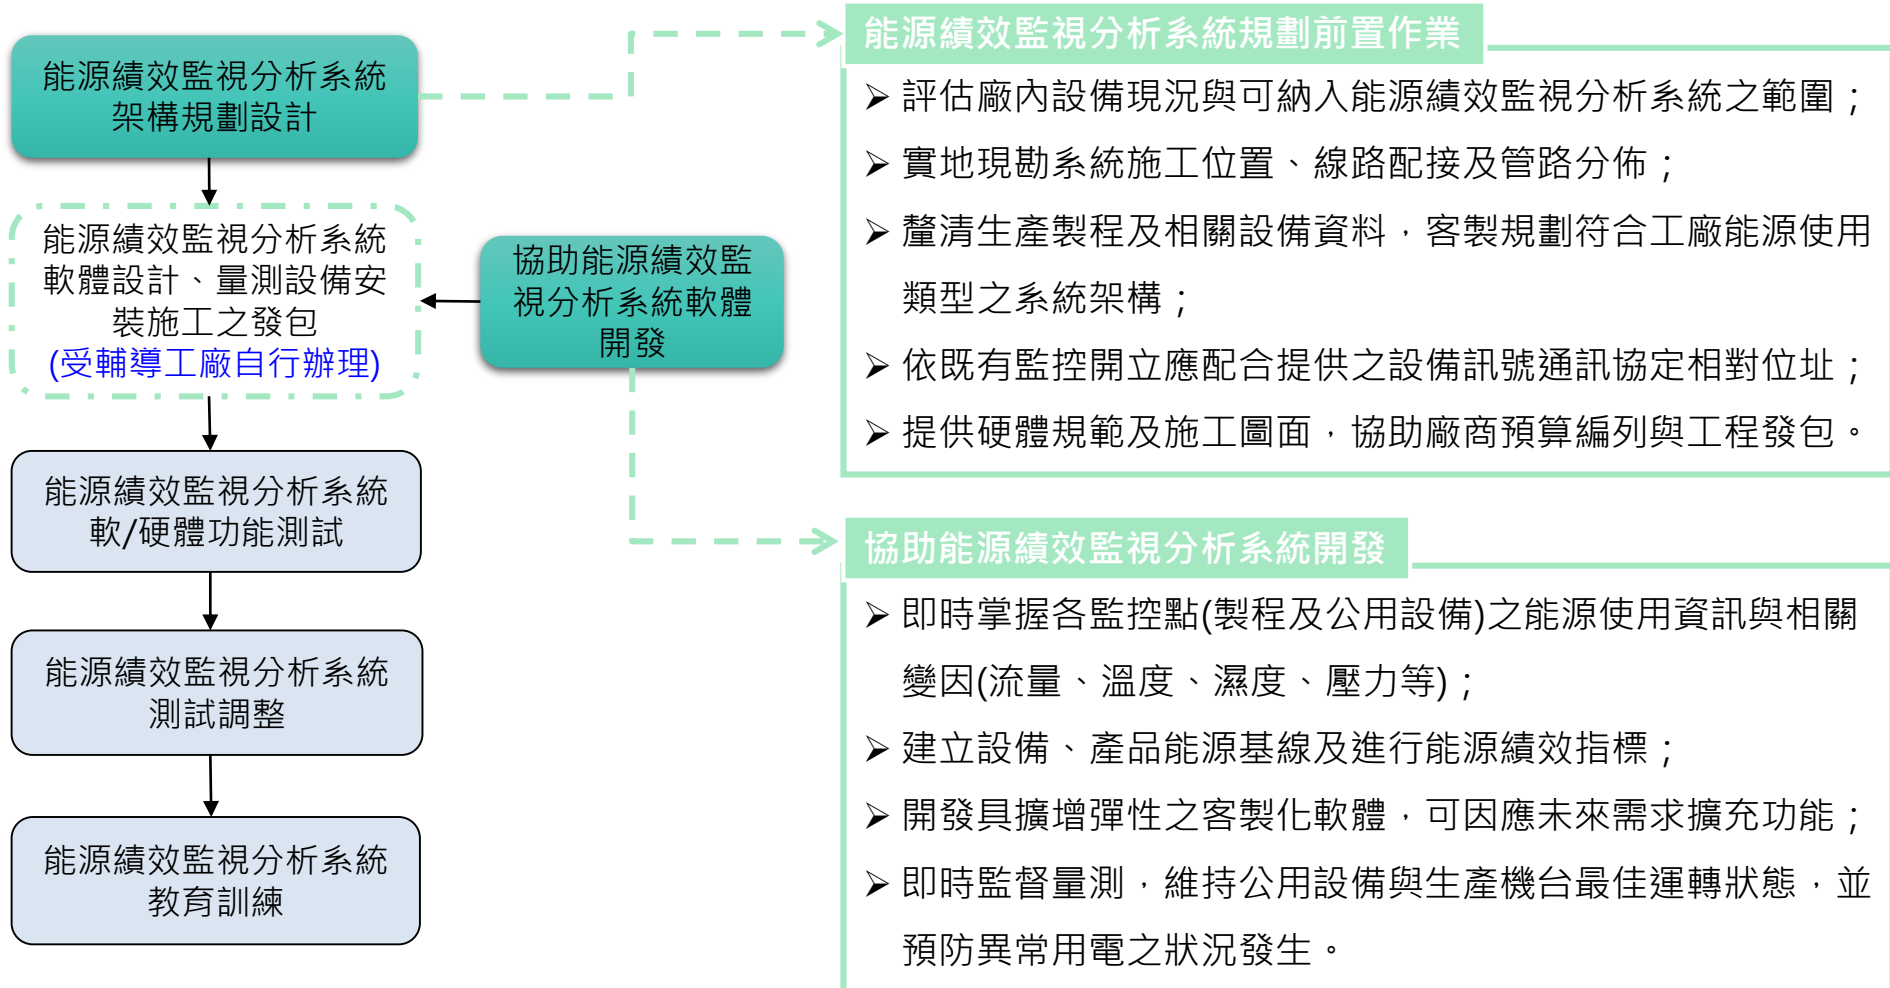 能源績效監視分析系統
架構規劃設計
能源績效監視分析系統
軟體設計、量測設備安
裝施工之發包
(受輔導工廠自行辦理)
協助能源績效監
視分析系統軟體
開發
能源績效監視分析系統
軟/硬體功能測試
能源績效監視分析系統
測試調整
能源績效監視分析系統
教育訓練
能源績效監視分析系統規劃前置作業
➢ 評估廠內設備現況與可納入能源績效監視分析系統之範圍；
➢ 實地現勘系統施工位置、線路配接及管路分佈；
➢ 釐清生產製程及相關設備資料，客製規劃符合工廠能源使用
類型之系統架構；
➢ 依既有監控開立應配合提供之設備訊號通訊協定相對位址；
➢ 提供硬體規範及施工圖面，協助廠商預算編列與工程發包。
協助能源績效監視分析系統開發
➢ 即時掌握各監控點(製程及公用設備)之能源使用資訊與相關
變因(流量、溫度、濕度、壓力等)；
➢ 建立設備、產品能源基線及進行能源績效指標；
➢ 開發具擴增彈性之客製化軟體，可因應未來需求擴充功能；
➢ 即時監督量測，維持公用設備與生產機台最佳運轉狀態，並
預防異常用電之狀況發生。